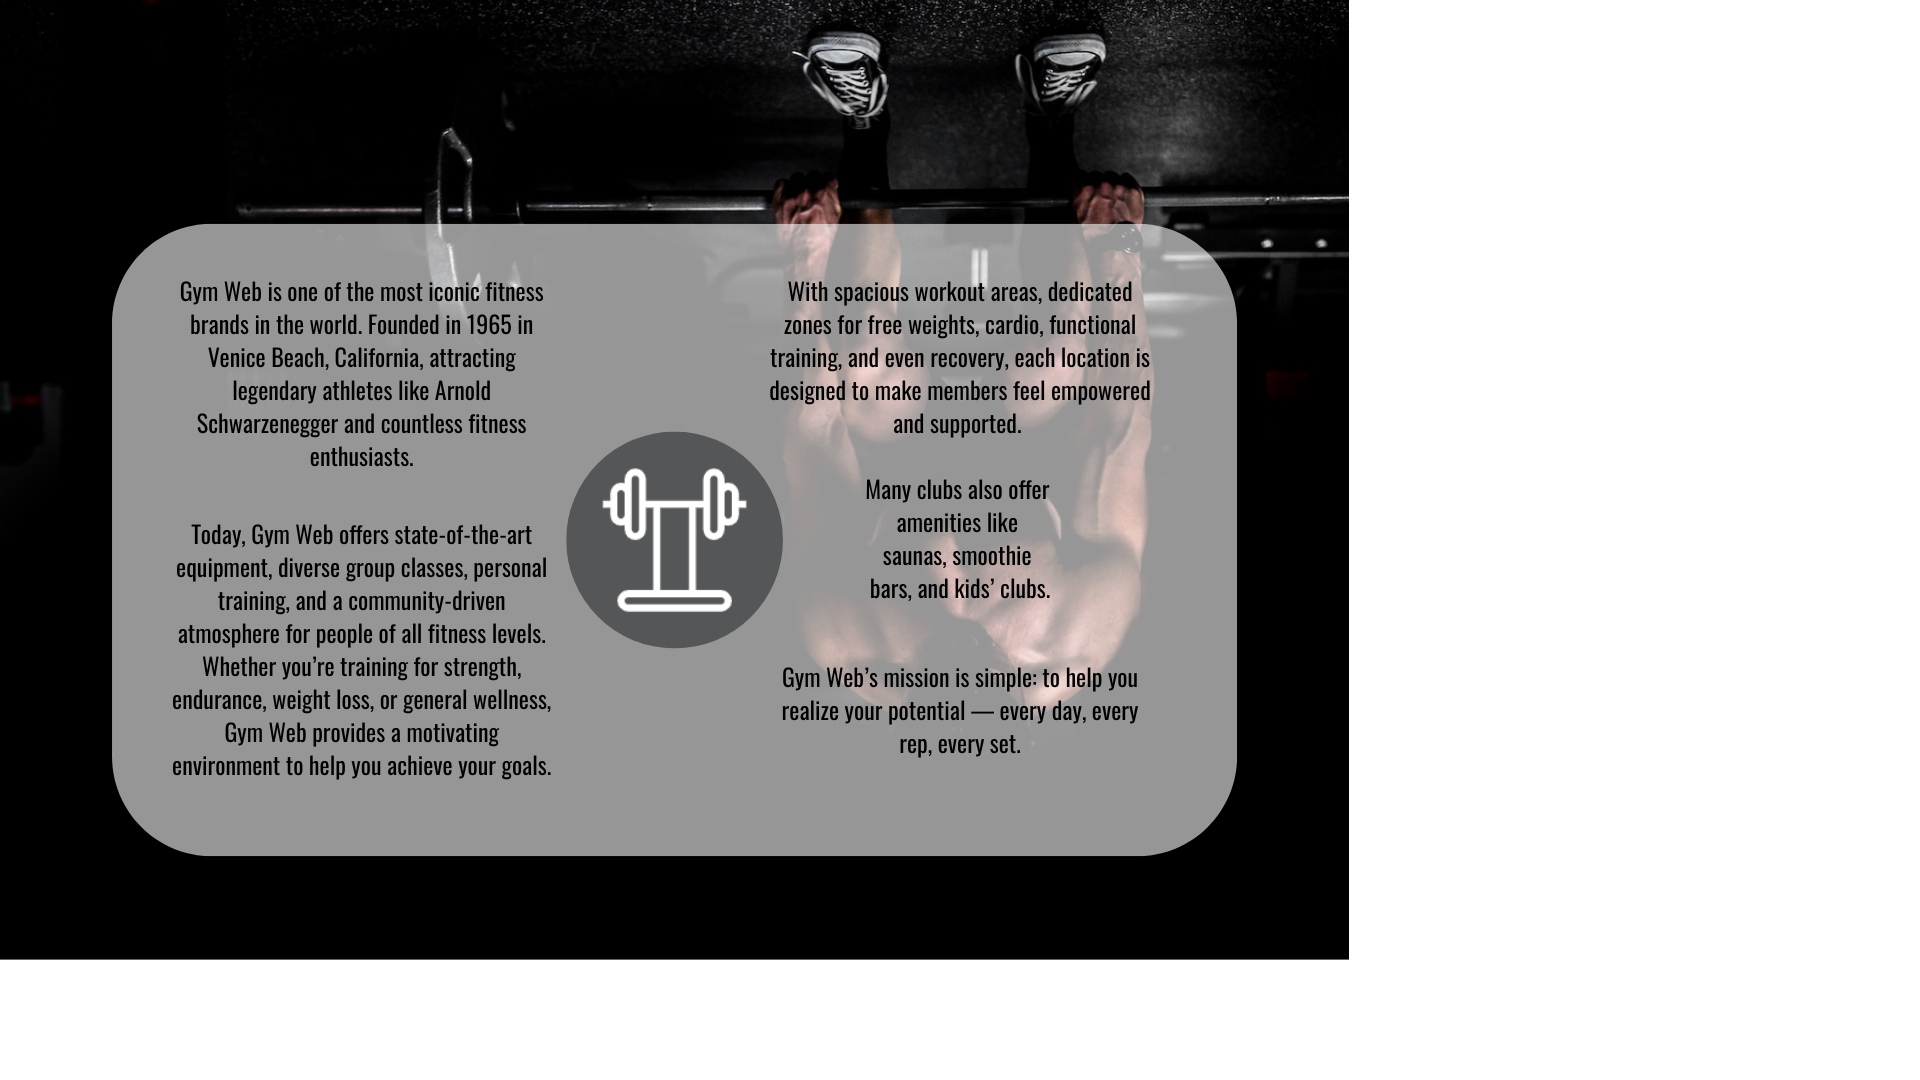 Gym Web is one of the most iconic fitness
brands in the world. Founded in 1965 in
Venice Beach, California, attracting
legendary athletes like Arnold
Schwarzenegger and countless fitness
enthusiasts.
Today, Gym Web offers state-of-the-art
equipment, diverse group classes, personal
training, and a community-driven
atmosphere for people of all fitness levels.
Whether you’re training for strength,
endurance, weight loss, or general wellness,
Gym Web provides a motivating
environment to help you achieve your goals.
With spacious workout areas, dedicated
zones for free weights, cardio, functional
training, and even recovery, each location is
designed to make members feel empowered
and supported.
Many clubs also offer
amenities like
saunas, smoothie
bars, and kids’ clubs.
Gym Web’s mission is simple: to help you
realize your potential — every day, every
rep, every set.